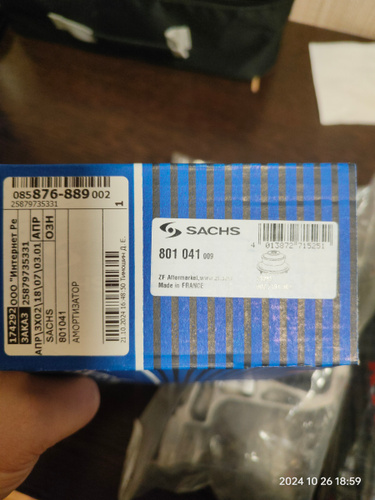 085 876-889 002
25879735331
1
174292 ООО "Интернет Ре
ЗАКАЗ 25879735331
АПР\3X02\18\07\03.01 АПР
ОЗН
SACHS
801041
АМОРТИЗАТОР
SACHS
801 041 009
4 013872 715251
ZF Aftermarket,
Made in FRANCE
2024 10 26 18:59